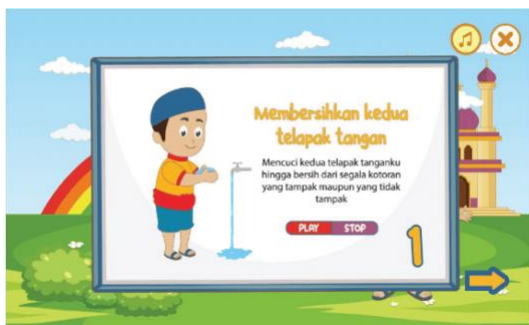 Membersihkan kedua
telapak tangan
Mencuci kedua telapak tanganku
hingga bersih dari segala kotoran
yang tampak maupun yang tidak
tampak
PLAY STOP
1